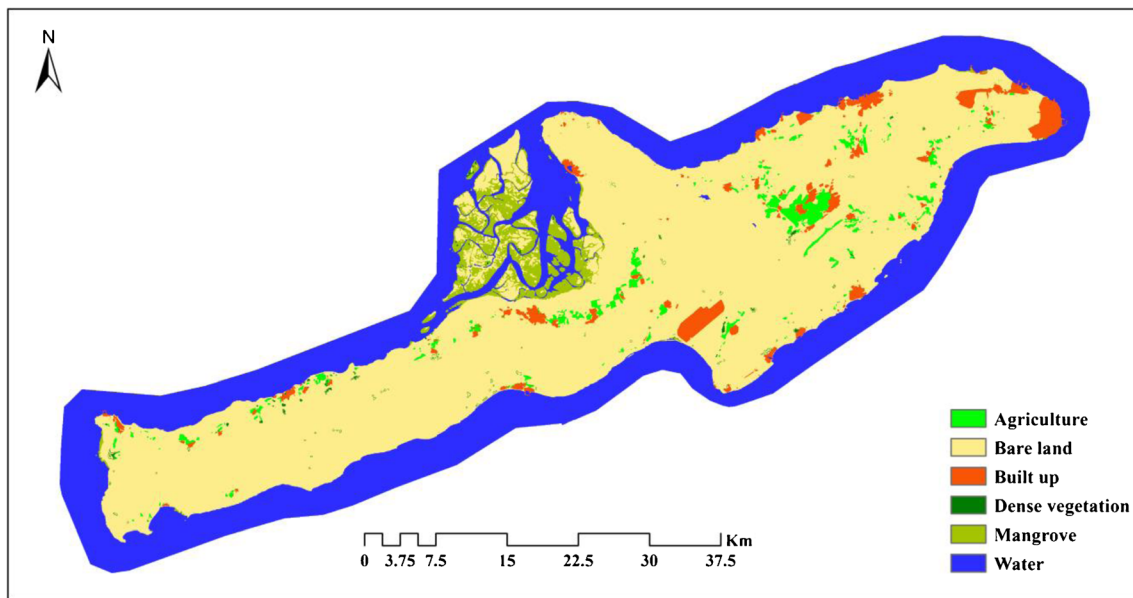 N
Agriculture
Bare land
Built up
Dense vegetation
Mangrove
Water
Km
0 3.75 7.5 15 22.5 30 37.5